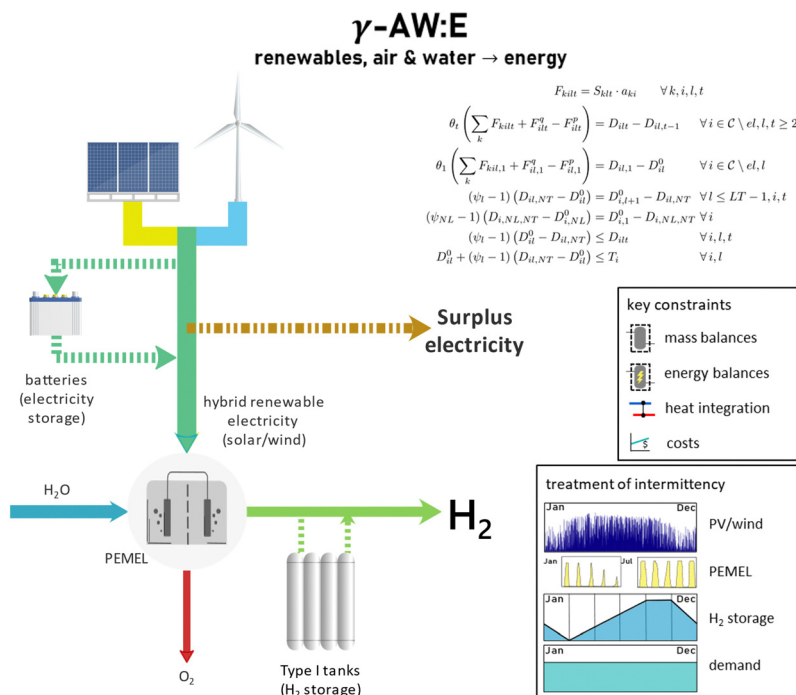 γ-AW:E
renewables, air & water → energy
F_{kilt} = S_{klt} · a_{ki} ∀ k, i, l, t
θ_t (∑_k F_{kilt} + F^q_{ilt} − F^p_{ilt}) = D_{ilt} − D_{il,t−1} ∀ i ∈ C \ el, l, t ≥ 2
θ_1 (∑_k F_{kil,1} + F^q_{il,1} − F^p_{il,1}) = D_{il,1} − D^0_{il} ∀ i ∈ C \ el, l
(ψ_l − 1) (D_{il,NT} − D^0_{il}) = D^0_{i,l+1} − D_{il,NT} ∀ l ≤ LT − 1, i, t
(ψ_{NL} − 1) (D_{i,NL,NT} − D^0_{i,NL}) = D^0_{i,1} − D_{i,NL,NT} ∀ i
(ψ_l − 1) (D^0_{il} − D_{il,NT}) ≤ D_{ilt} ∀ i, l, t
D^0_{il} + (ψ_l − 1) (D_{il,NT} − D^0_{il}) ≤ T_i ∀ i, l
key constraints
mass balances
energy balances
heat integration
$
costs
Surplus
electricity
batteries
(electricity
storage)
hybrid renewable
electricity
(solar/wind)
H₂O
PEMEL
H₂
O₂
Type I tanks
(H₂ storage)
treatment of intermittency
Jan Dec
PV/wind
Jan Jul
PEMEL
Jan Dec
H₂ storage
Jan Dec
demand